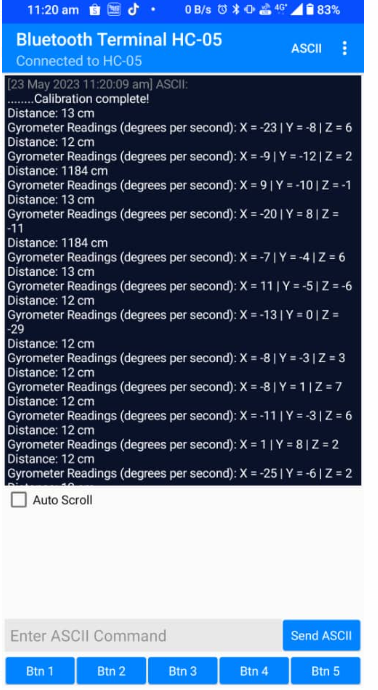 11:20 am 0 B/s 4G+ 83%
Bluetooth Terminal HC-05
Connected to HC-05
ASCII
[23 May 2023 11:20:09 am] ASCII:
........Calibration complete!
Distance: 13 cm
Gyrometer Readings (degrees per second): X = -23 | Y = -8 | Z = 6
Distance: 12 cm
Gyrometer Readings (degrees per second): X = -9 | Y = -12 | Z = 2
Distance: 1184 cm
Gyrometer Readings (degrees per second): X = 9 | Y = -10 | Z = -1
Distance: 13 cm
Gyrometer Readings (degrees per second): X = -20 | Y = 8 | Z =
-11
Distance: 1184 cm
Gyrometer Readings (degrees per second): X = -7 | Y = -4 | Z = 6
Distance: 13 cm
Gyrometer Readings (degrees per second): X = 11 | Y = -5 | Z = -6
Distance: 12 cm
Gyrometer Readings (degrees per second): X = -13 | Y = 0 | Z =
-29
Distance: 12 cm
Gyrometer Readings (degrees per second): X = -8 | Y = -3 | Z = 3
Distance: 12 cm
Gyrometer Readings (degrees per second): X = -8 | Y = 1 | Z = 7
Distance: 12 cm
Gyrometer Readings (degrees per second): X = -11 | Y = -3 | Z = 6
Distance: 12 cm
Gyrometer Readings (degrees per second): X = 1 | Y = 8 | Z = 2
Distance: 12 cm
Gyrometer Readings (degrees per second): X = -25 | Y = -6 | Z = 2
Auto Scroll
Enter ASCII Command
Send ASCII
Btn 1 Btn 2 Btn 3 Btn 4 Btn 5